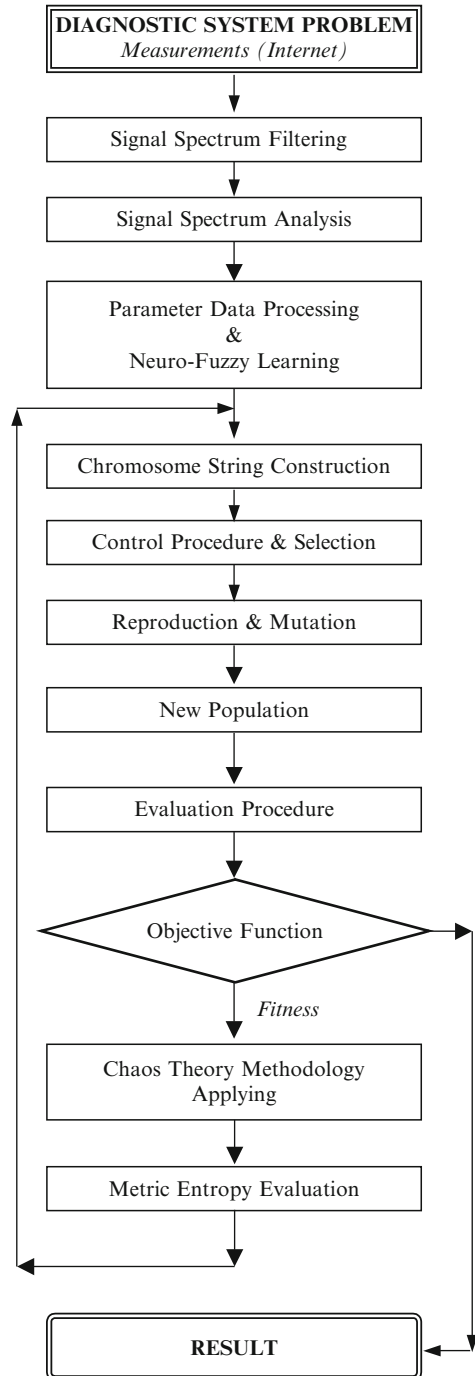 DIAGNOSTIC SYSTEM PROBLEM
Measurements (Internet)
Signal Spectrum Filtering
Signal Spectrum Analysis
Parameter Data Processing
&
Neuro-Fuzzy Learning
Chromosome String Construction
Control Procedure & Selection
Reproduction & Mutation
New Population
Evaluation Procedure
Objective Function
Fitness
Chaos Theory Methodology
Applying
Metric Entropy Evaluation
RESULT